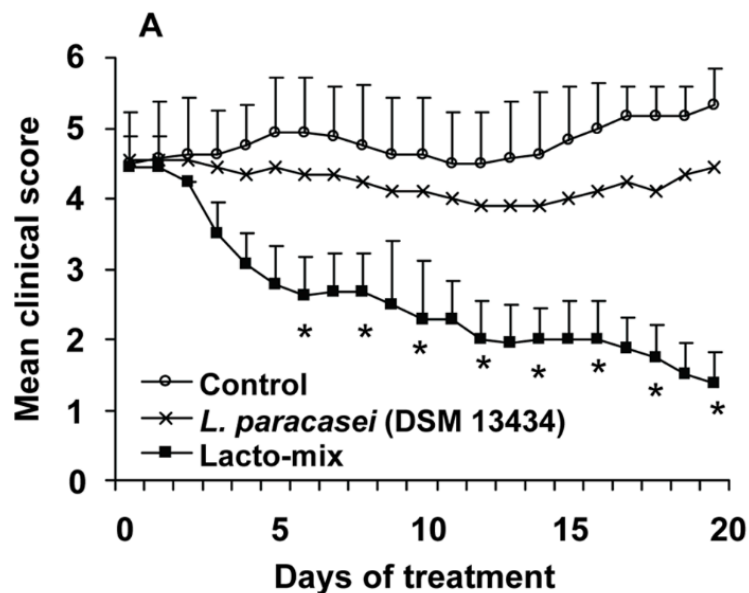 A
6
5
4
3
2
1
0
Mean clinical score
* * * * * * * *
Control
L. paracasei (DSM 13434)
Lacto-mix
0 5 10 15 20
Days of treatment